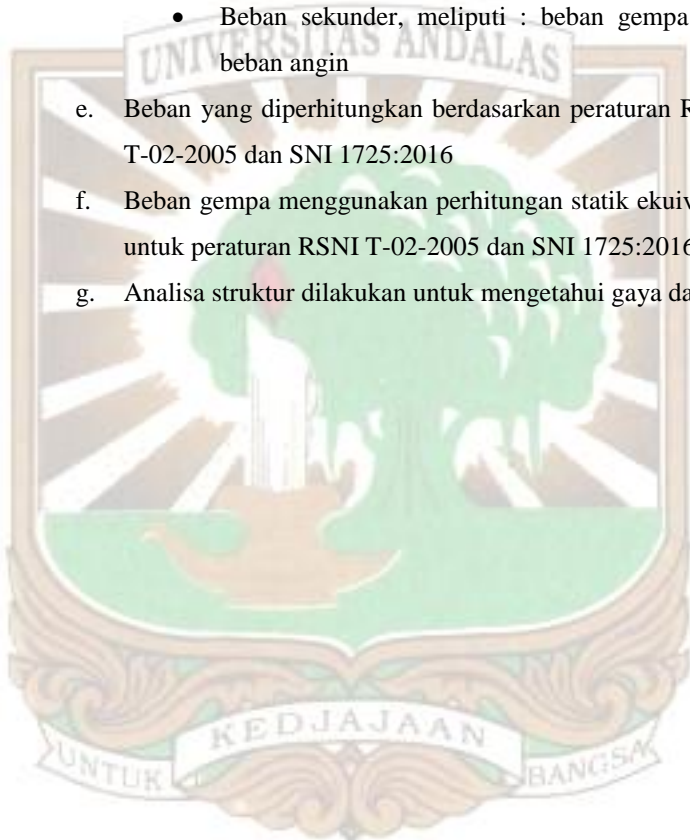 • Beban sekunder, meliputi : beban gempa
beban angin
UNIVERSITAS ANDALAS
e. Beban yang diperhitungkan berdasarkan peraturan R
T-02-2005 dan SNI 1725:2016
f. Beban gempa menggunakan perhitungan statik ekuiv
untuk peraturan RSNI T-02-2005 dan SNI 1725:2016
g. Analisa struktur dilakukan untuk mengetahui gaya da
KEDJAJAAN
UNTUK BANGSA